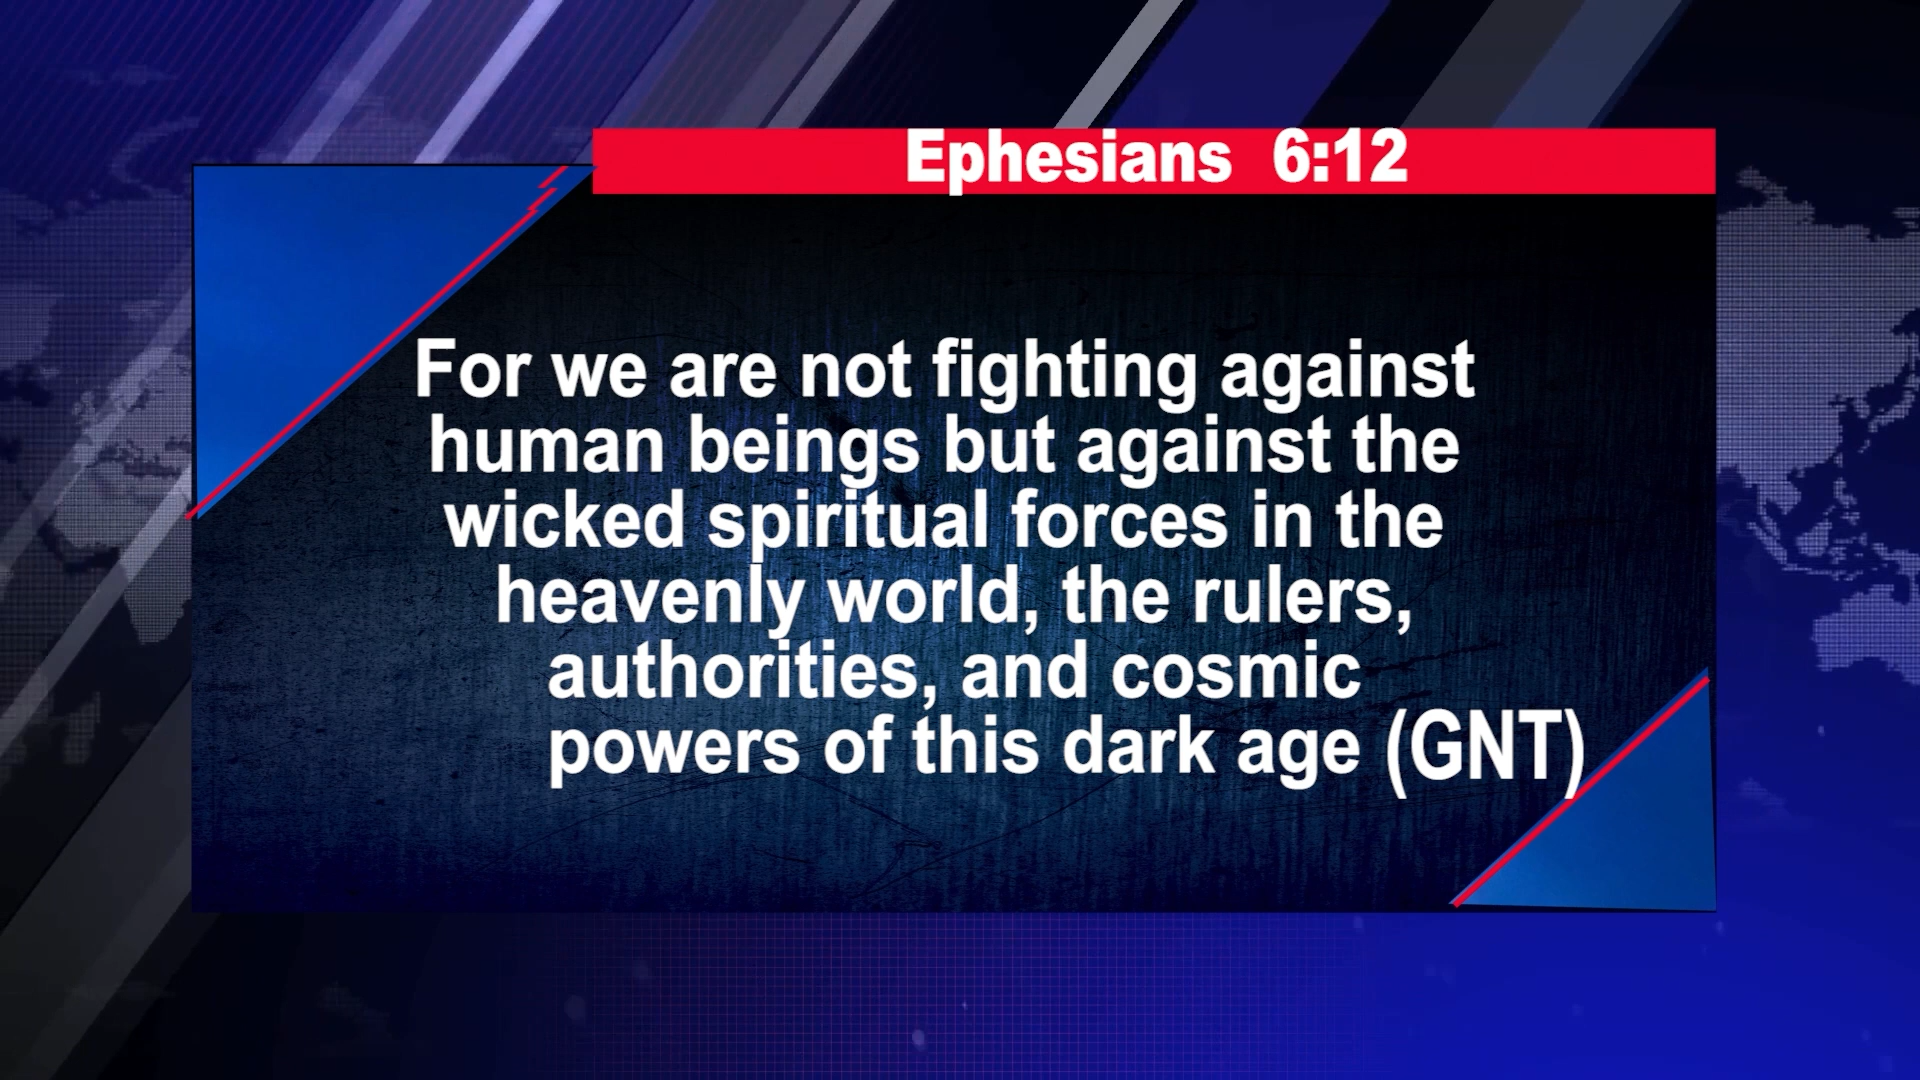 Ephesians 6:12
For we are not fighting against
human beings but against the
wicked spiritual forces in the
heavenly world, the rulers,
authorities, and cosmic
powers of this dark age (GNT)